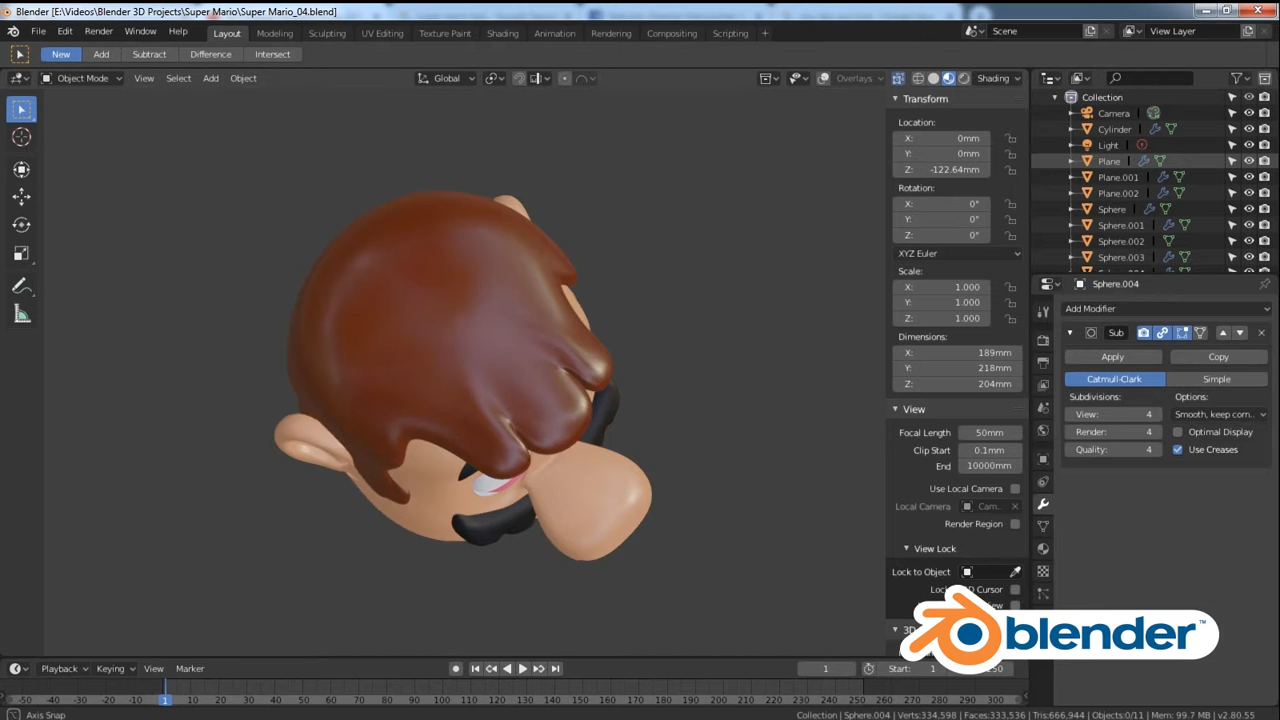 Blender [E:\Videos\Blender 3D Projects\Super Mario\Super Mario_04.blend]
File Edit Render Window Help Layout Modeling Sculpting UV Editing Texture Paint Shading Animation Rendering Compositing Scripting + Scene View Layer
New Add Subtract Difference Intersect
Object Mode View Select Add Object Global Overlays Shading
Transform
Location:
X: 0mm
Y: 0mm
Z: -122.64mm
Rotation:
X: 0°
Y: 0°
Z: 0°
XYZ Euler
Scale:
X: 1.000
Y: 1.000
Z: 1.000
Dimensions:
X: 189mm
Y: 218mm
Z: 204mm
View
Focal Length 50mm
Clip Start 0.1mm
End 10000mm
Use Local Camera
Local Camera Cam...
Render Region
View Lock
Lock to Object
Collection
Camera
Cylinder
Light
Plane
Plane.001
Plane.002
Sphere
Sphere.001
Sphere.002
Sphere.003
Sphere.004
Add Modifier
Sub
Apply Copy
Catmull-Clark Simple
Subdivisions: Options:
View: 4 Smooth, keep corn..
Render: 4 Optimal Display
Quality: 4 Use Creases
blender™
Playback Keying View Marker 1 Start: 1
-50 -40 -30 -20 -10 1 10 20 30 40 50 60 70 80 90 100 110 120 130 140 150 160 170 180 190 200 210 220 230 240 250 260 270 280 290 300
Axis Snap
Collection | Sphere.004 | Verts:334,598 | Faces:333,536 | Tris:666,944 | Objects:0/11 | Mem: 99.7 MB | v2.80.55